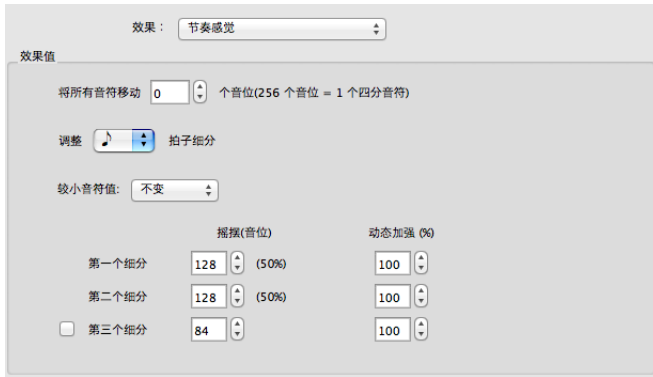 效果： 节奏感觉
效果值
将所有音符移动 0 个音位(256 个音位 = 1 个四分音符)
调整 ♪ 拍子细分
较小音符值: 不变
摇摆(音位) 动态加强 (%)
第一个细分 128 (50%) 100
第二个细分 128 (50%) 100
第三个细分 84 100